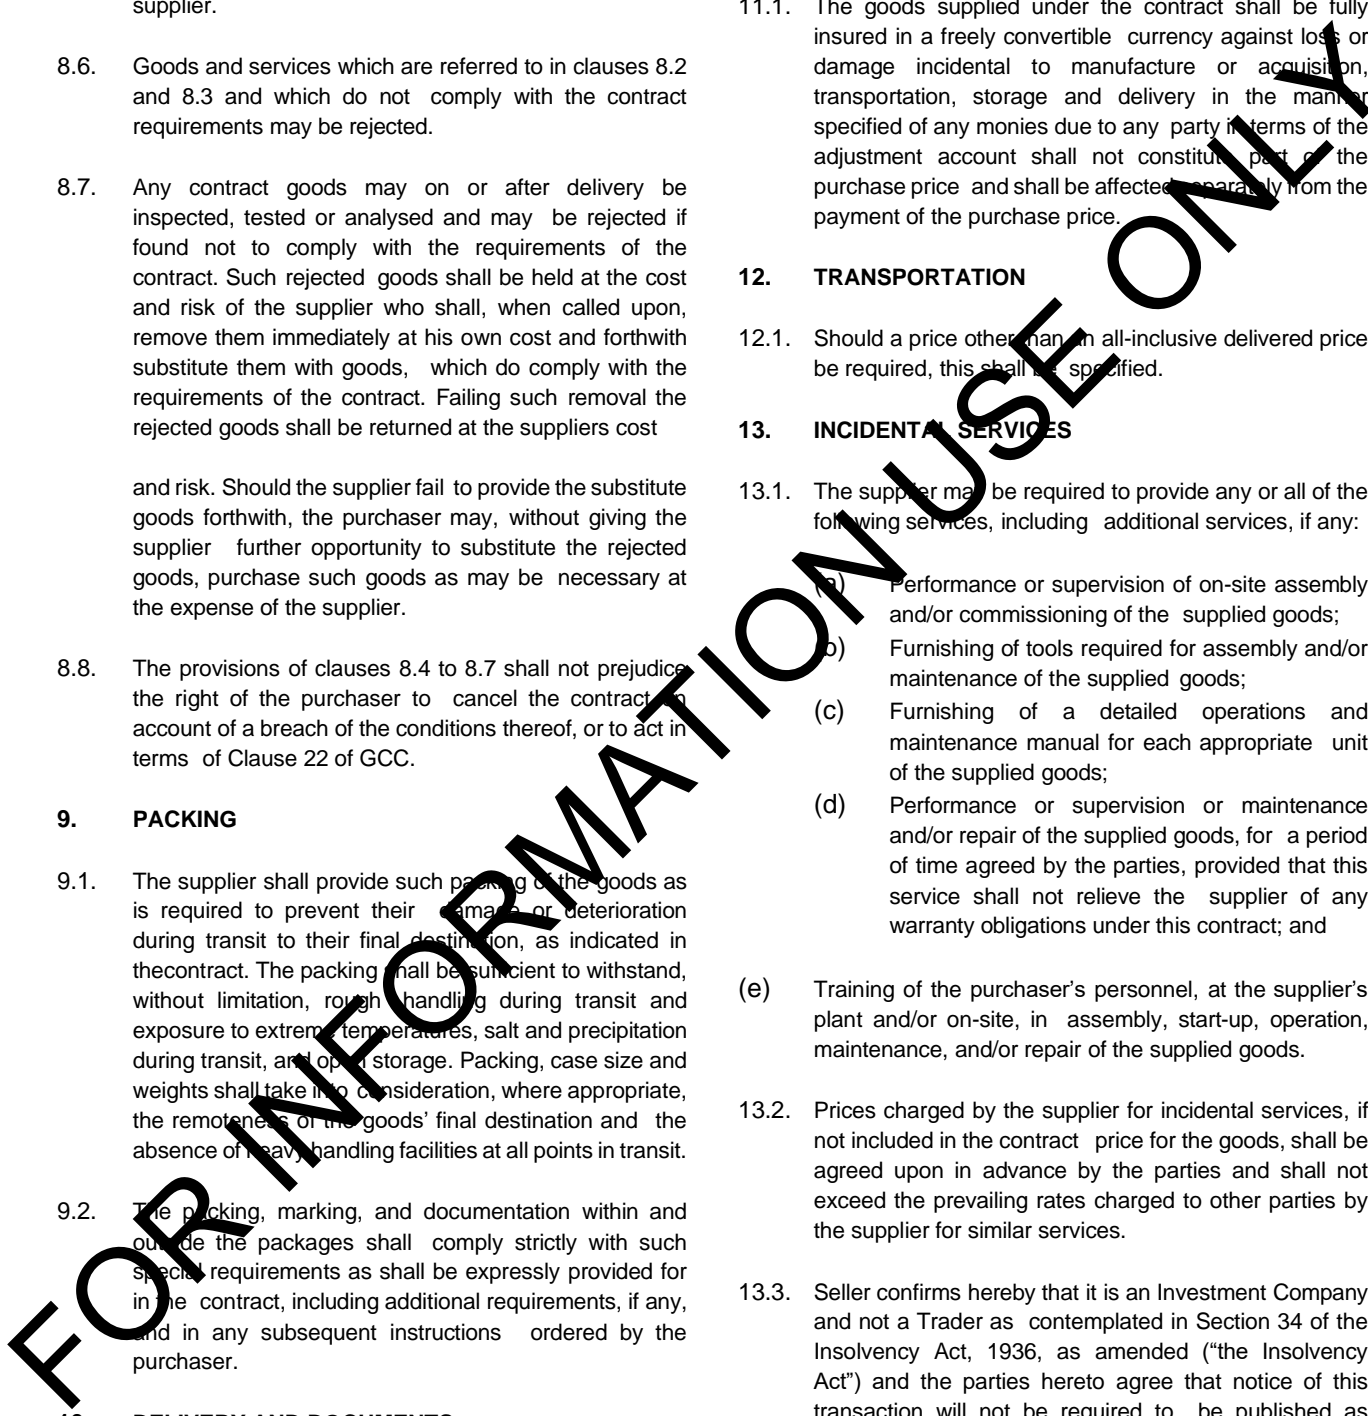 supplier.
8.6. Goods and services which are referred to in clauses 8.2
and 8.3 and which do not comply with the contract
requirements may be rejected.
8.7. Any contract goods may on or after delivery be
inspected, tested or analysed and may be rejected if
found not to comply with the requirements of the
contract. Such rejected goods shall be held at the cost
and risk of the supplier who shall, when called upon,
remove them immediately at his own cost and forthwith
substitute them with goods, which do comply with the
requirements of the contract. Failing such removal the
rejected goods shall be returned at the suppliers cost
and risk. Should the supplier fail to provide the substitute
goods forthwith, the purchaser may, without giving the
supplier further opportunity to substitute the rejected
goods, purchase such goods as may be necessary at
the expense of the supplier.
8.8. The provisions of clauses 8.4 to 8.7 shall not prejudice
the right of the purchaser to cancel the contract on
account of a breach of the conditions thereof, or to act in
terms of Clause 22 of GCC.
9. PACKING
9.1. The supplier shall provide such packing of the goods as
is required to prevent their damage or deterioration
during transit to their final destination, as indicated in
thecontract. The packing shall be sufficient to withstand,
without limitation, rough handling during transit and
exposure to extreme temperatures, salt and precipitation
during transit, and open storage. Packing, case size and
weights shall take into consideration, where appropriate,
the remoteness of the goods’ final destination and the
absence of heavy handling facilities at all points in transit.
9.2. The packing, marking, and documentation within and
outside the packages shall comply strictly with such
special requirements as shall be expressly provided for
in the contract, including additional requirements, if any,
and in any subsequent instructions ordered by the
purchaser.
10. DELIVERY AND DOCUMENTS
11.1. The goods supplied under the contract shall be fully
insured in a freely convertible currency against loss or
damage incidental to manufacture or acquisition,
transportation, storage and delivery in the manner
specified of any monies due to any party in terms of the
adjustment account shall not constitute part of the
purchase price and shall be affected separately from the
payment of the purchase price.
12. TRANSPORTATION
12.1. Should a price other than an all-inclusive delivered price
be required, this shall be specified.
13. INCIDENTAL SERVICES
13.1. The supplier may be required to provide any or all of the
following services, including additional services, if any:
(a) Performance or supervision of on-site assembly
and/or commissioning of the supplied goods;
(b) Furnishing of tools required for assembly and/or
maintenance of the supplied goods;
(c) Furnishing of a detailed operations and
maintenance manual for each appropriate unit
of the supplied goods;
(d) Performance or supervision or maintenance
and/or repair of the supplied goods, for a period
of time agreed by the parties, provided that this
service shall not relieve the supplier of any
warranty obligations under this contract; and
(e) Training of the purchaser’s personnel, at the supplier’s
plant and/or on-site, in assembly, start-up, operation,
maintenance, and/or repair of the supplied goods.
13.2. Prices charged by the supplier for incidental services, if
not included in the contract price for the goods, shall be
agreed upon in advance by the parties and shall not
exceed the prevailing rates charged to other parties by
the supplier for similar services.
13.3. Seller confirms hereby that it is an Investment Company
and not a Trader as contemplated in Section 34 of the
Insolvency Act, 1936, as amended (“the Insolvency
Act”) and the parties hereto agree that notice of this
transaction will not be required to be published as
FOR INFORMATION USE ONLY